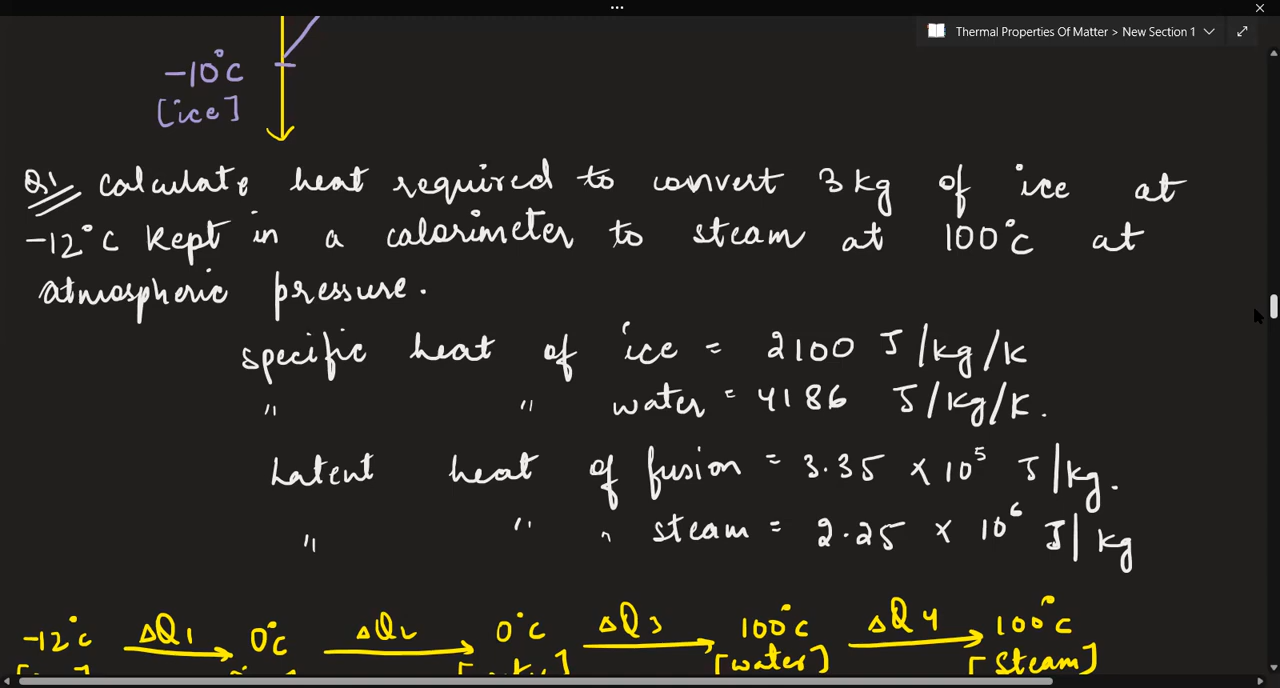 Thermal Properties Of Matter > New Section 1
-10°C
[ice]
Q1 Calculate heat required to convert 3 kg of ice at
-12°C kept in a calorimeter to steam at 100°C at
atmospheric pressure.
specific heat of ice = 2100 J/kg/K
" " water = 4186 J/kg/K.
Latent heat of fusion = 3.35 × 10⁵ J/kg.
" " " steam = 2.25 × 10⁶ J/kg
-12°C ΔQ1 0°C ΔQ2 0°C ΔQ3 100°C ΔQ4 100°C
[water] [steam]